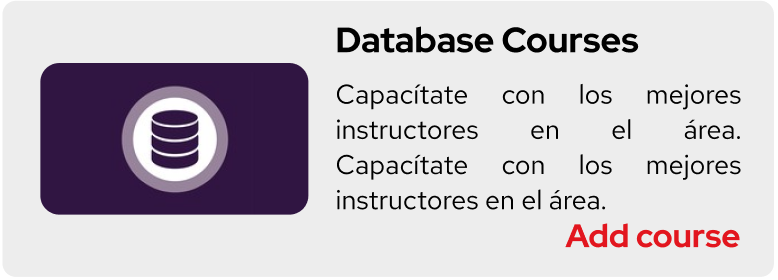 Database Courses
Capacítate con los mejores
instructores en el área.
Capacítate con los mejores
instructores en el área.
Add course